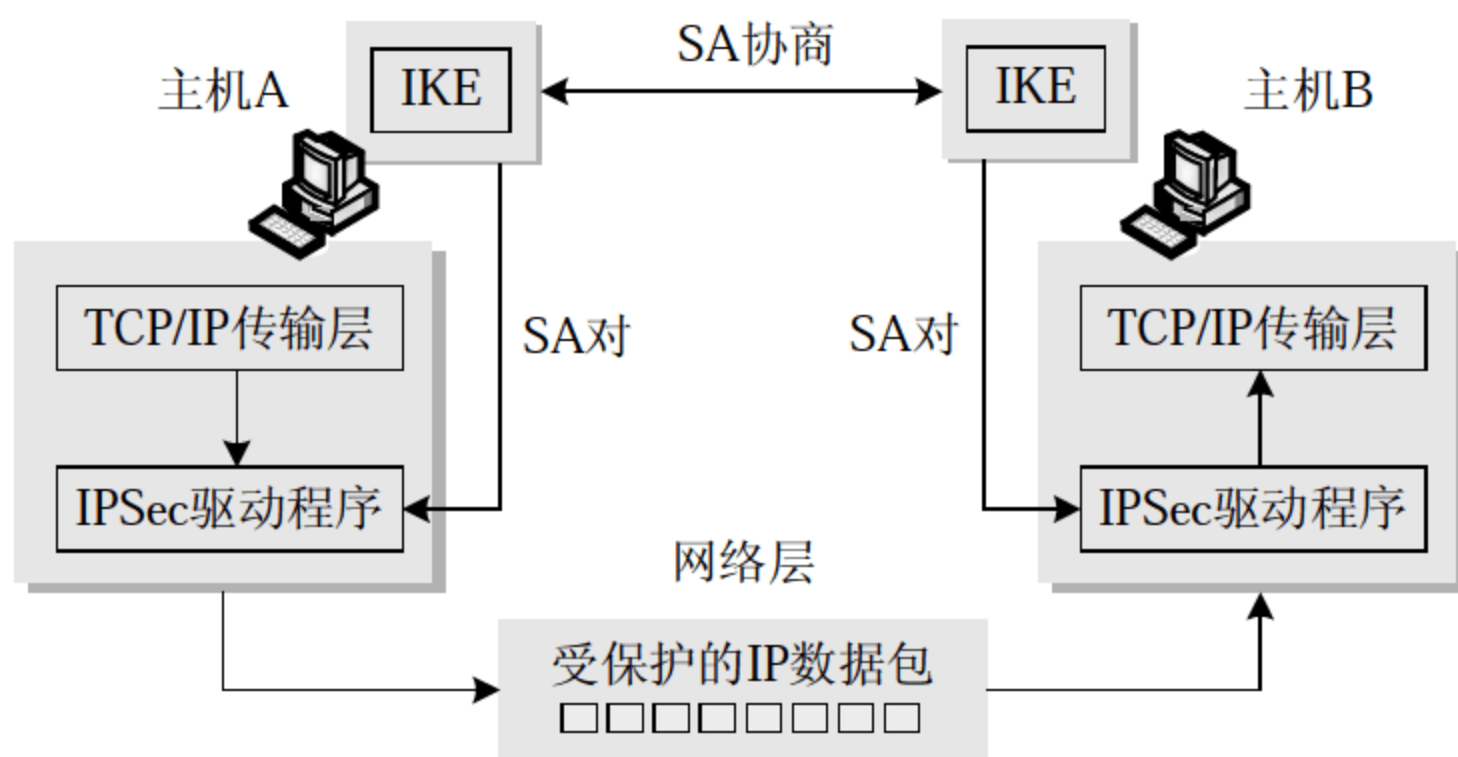 SA协商
IKE
IKE
主机A
主机B
TCP/IP传输层
SA对
SA对
TCP/IP传输层
IPSec驱动程序
IPSec驱动程序
网络层
受保护的IP数据包